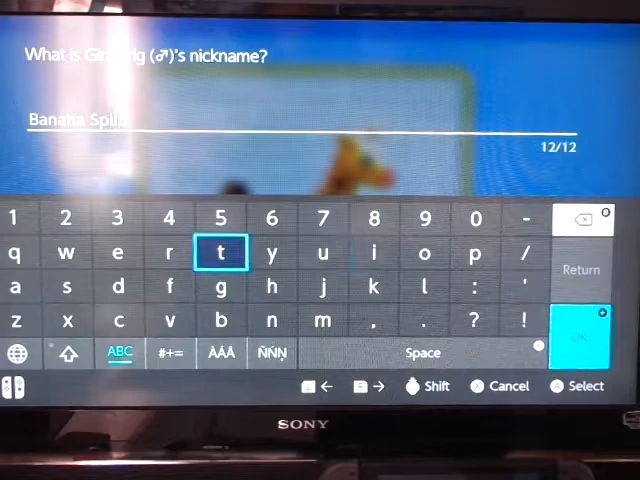 What is Girafarig (♂)'s nickname?
Banana Split
12/12
1 2 3 4 5 6 7 8 9 0 -
q w e r t y u i o p /
Return
a s d f g h j k l : '
z x c v b n m , . ? !
OK
ABC #+= ÀÁÂ ÑŃŅ Space
← → Shift Cancel Select
SONY